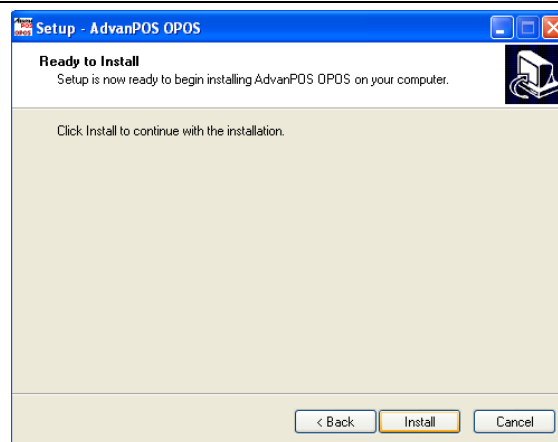 Setup - AdvanPOS OPOS
Ready to Install
Setup is now ready to begin installing AdvanPOS OPOS on your computer.
Click Install to continue with the installation.
< Back Install Cancel